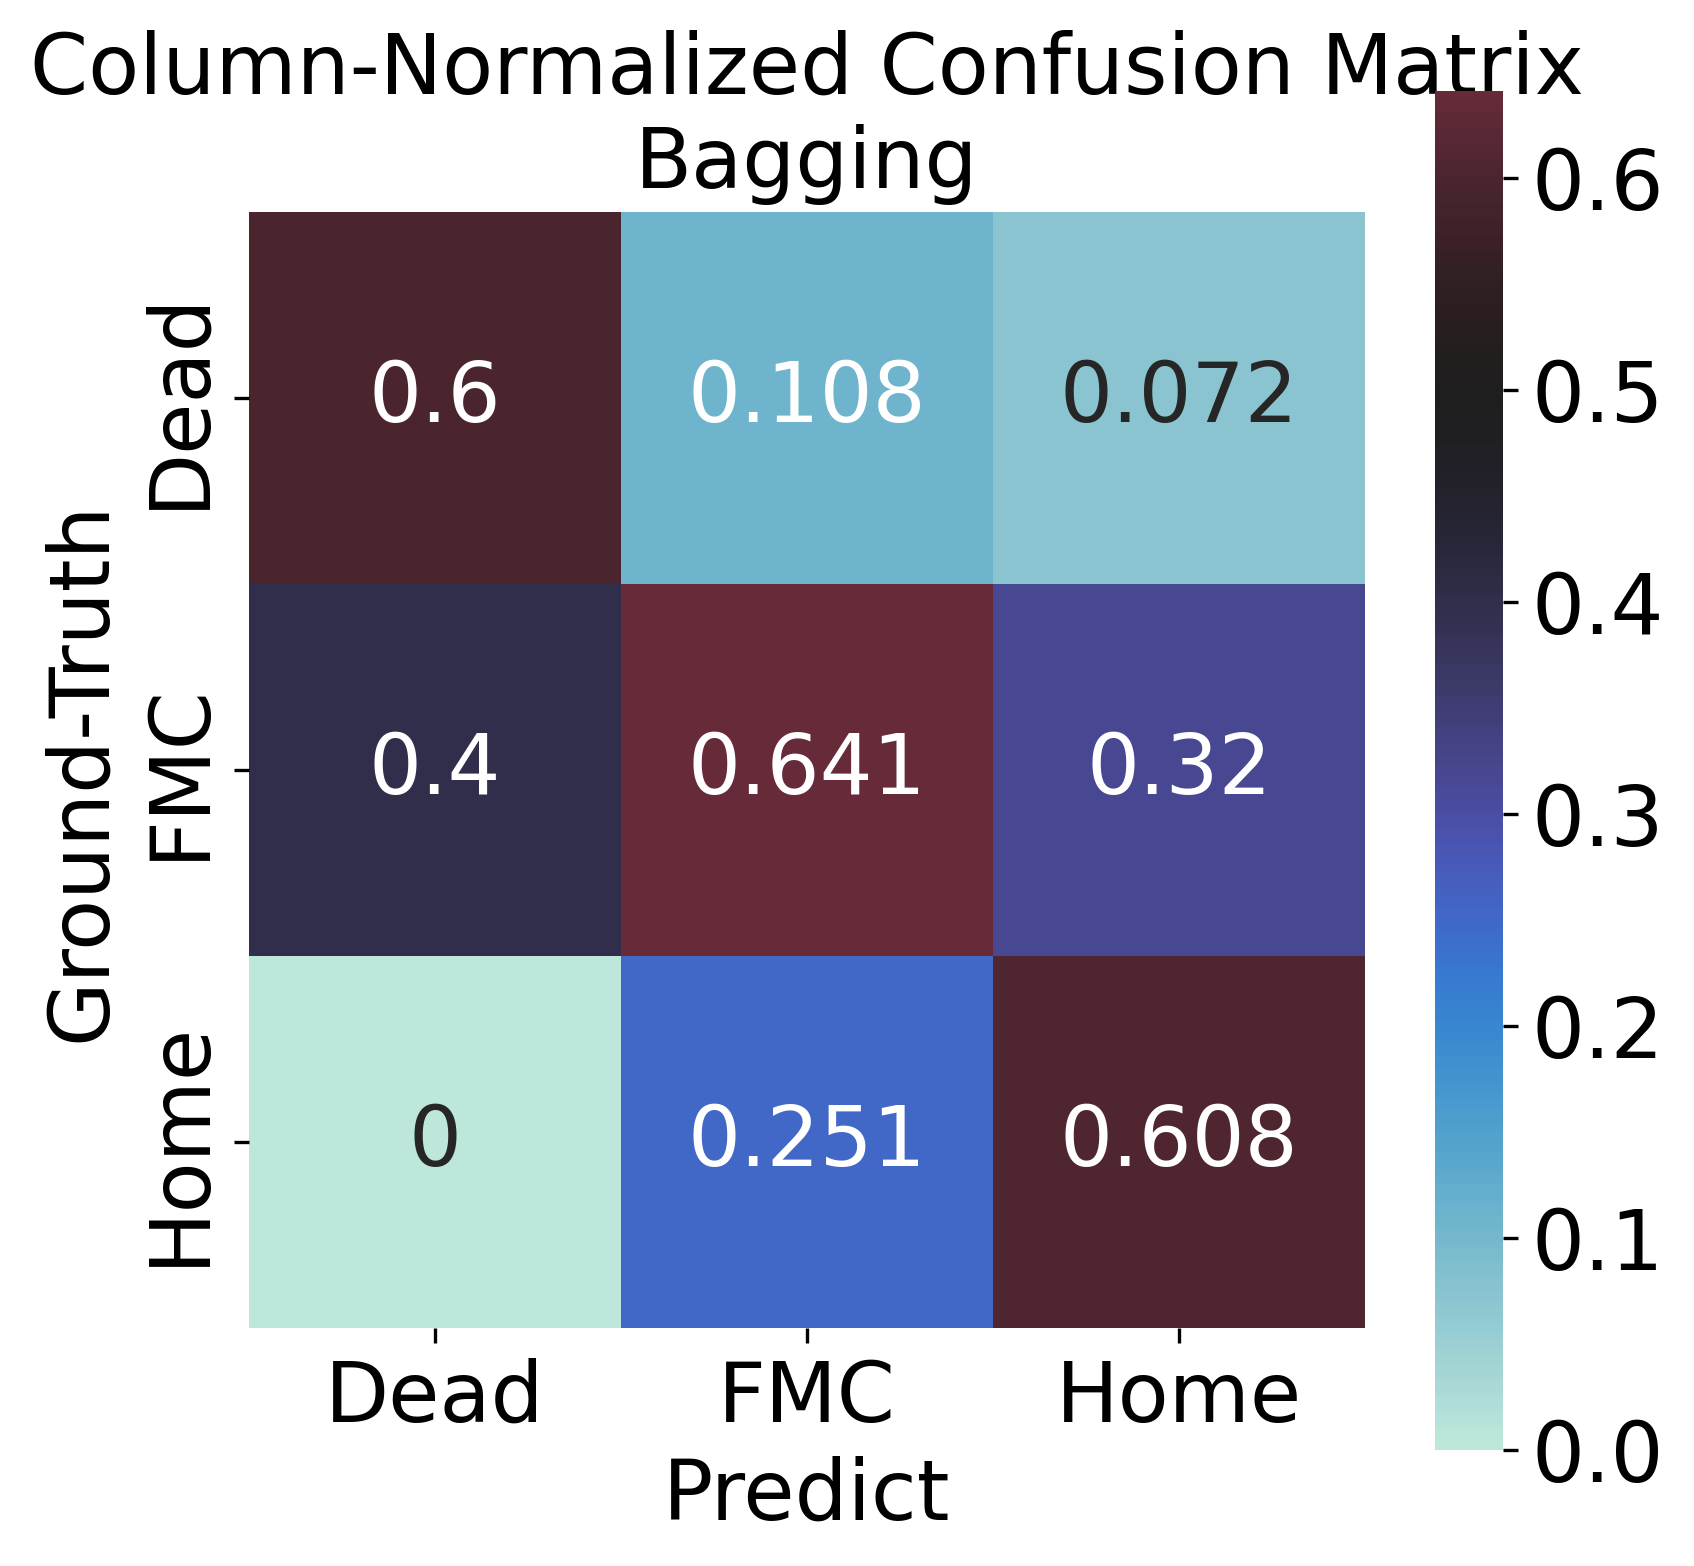 Column-Normalized Confusion Matrix
Bagging
Ground-Truth
Dead
0.6 0.108 0.072
FMC
0.4 0.641 0.32
Home
0 0.251 0.608
Dead FMC Home
Predict
0.6
0.5
0.4
0.3
0.2
0.1
0.0